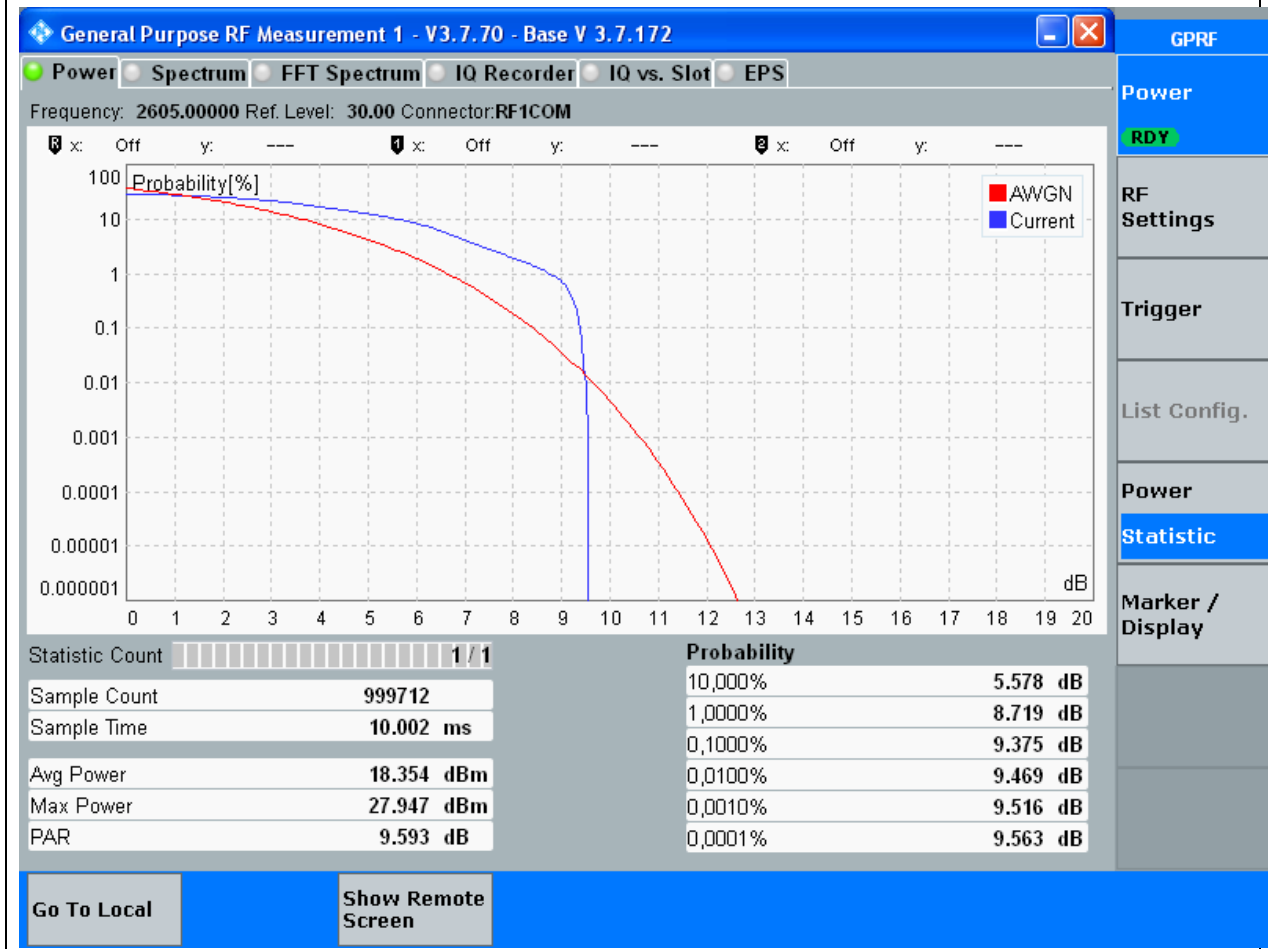 General Purpose RF Measurement 1 - V3.7.70 - Base V 3.7.172
GPRF
Power Spectrum FFT Spectrum IQ Recorder IQ vs. Slot EPS
Frequency: 2605.00000 Ref. Level: 30.00 Connector:RF1COM
R x: Off y: --- 1 x: Off y: --- 2 x: Off y: ---
Probability[%]
AWGN
Current
100
10
1
0.1
0.01
0.001
0.0001
0.00001
0.000001
dB
0 1 2 3 4 5 6 7 8 9 10 11 12 13 14 15 16 17 18 19 20
Statistic Count 1 / 1
Sample Count 999712
Sample Time 10.002 ms
Avg Power 18.354 dBm
Max Power 27.947 dBm
PAR 9.593 dB
Probability
10,000% 5.578 dB
1,0000% 8.719 dB
0,1000% 9.375 dB
0,0100% 9.469 dB
0,0010% 9.516 dB
0,0001% 9.563 dB
Power
RDY
RF
Settings
Trigger
List Config.
Power
Statistic
Marker /
Display
Go To Local
Show Remote
Screen